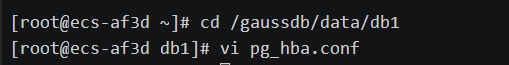 [root@ecs-af3d ~]# cd /gaussdb/data/db1
[root@ecs-af3d db1]# vi pg_hba.conf